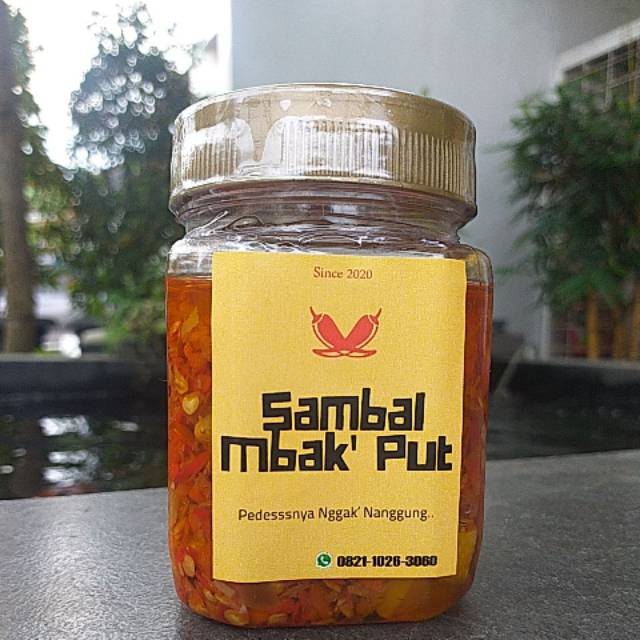 Since 2020
Sambal
Mbak' Put
Pedesssnya Nggak' Nanggung..
0821-1026-3060